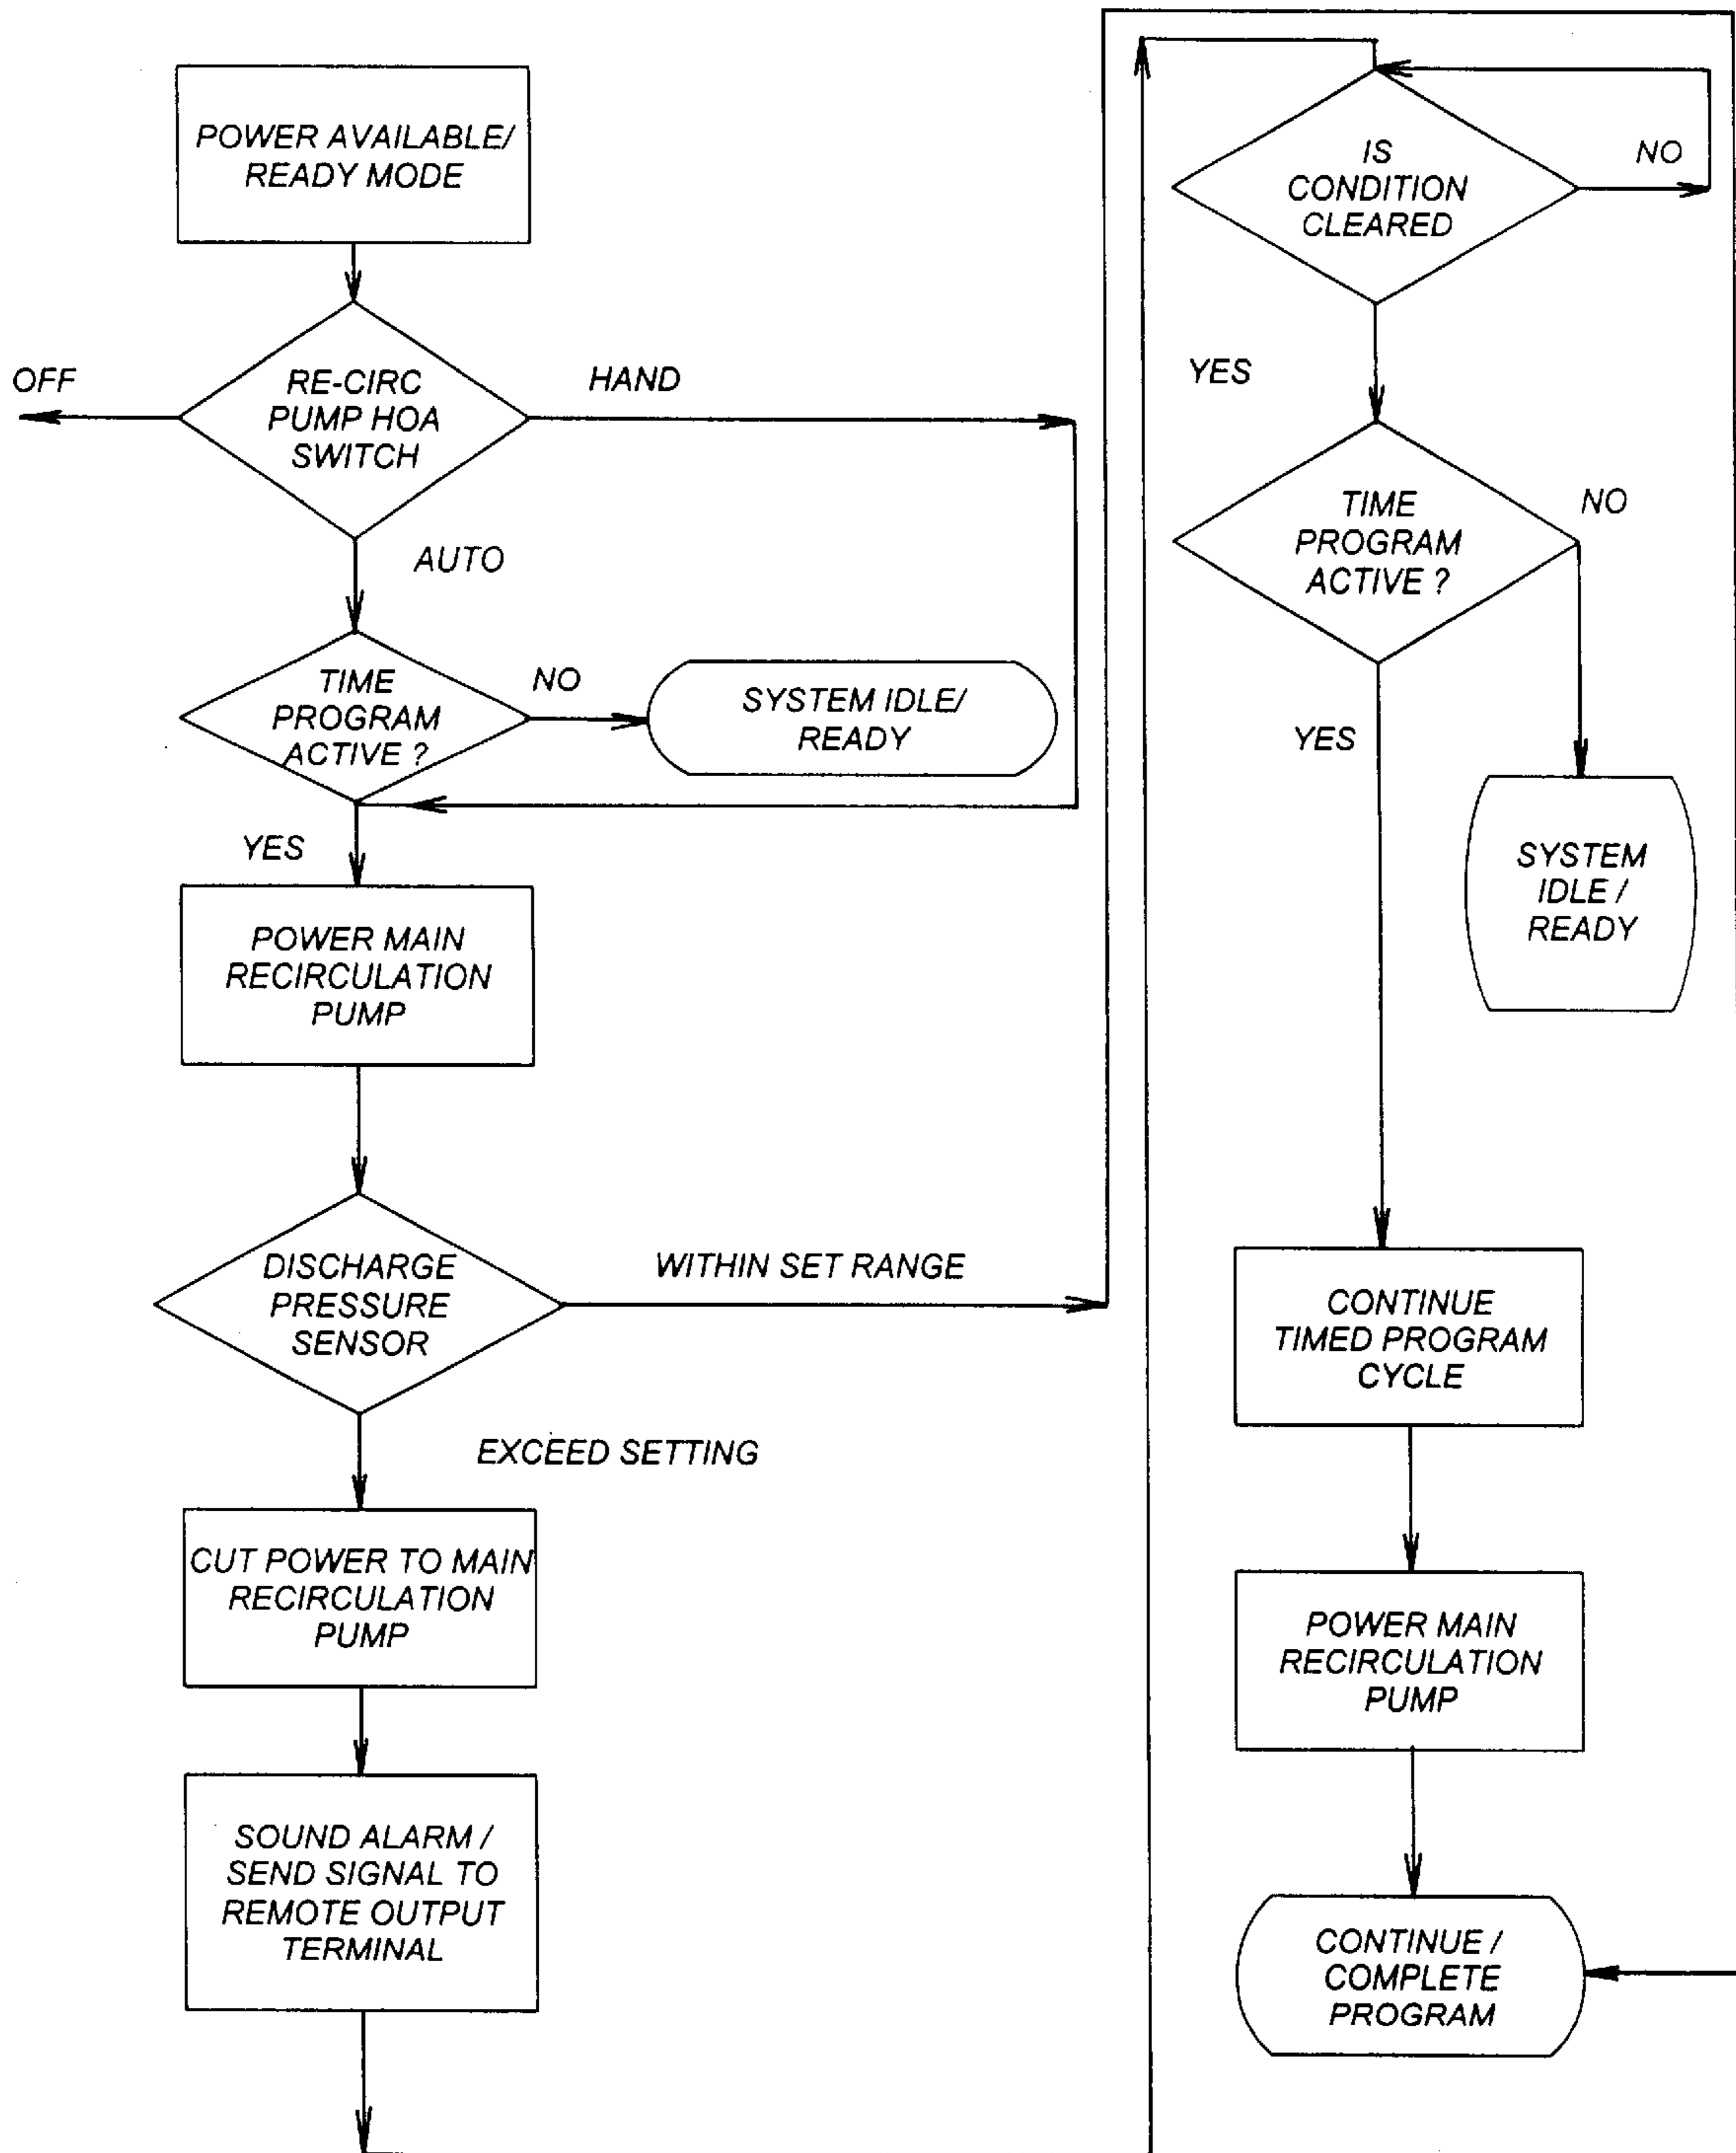 POWER AVAILABLE/
READY MODE
OFF
RE-CIRC
PUMP HOA
SWITCH
HAND
AUTO
TIME
PROGRAM
ACTIVE ?
NO
SYSTEM IDLE/
READY
YES
POWER MAIN
RECIRCULATION
PUMP
DISCHARGE
PRESSURE
SENSOR
WITHIN SET RANGE
EXCEED SETTING
CUT POWER TO MAIN
RECIRCULATION
PUMP
SOUND ALARM /
SEND SIGNAL TO
REMOTE OUTPUT
TERMINAL
IS
CONDITION
CLEARED
NO
YES
TIME
PROGRAM
ACTIVE ?
NO
YES
SYSTEM
IDLE /
READY
CONTINUE
TIMED PROGRAM
CYCLE
POWER MAIN
RECIRCULATION
PUMP
CONTINUE /
COMPLETE
PROGRAM